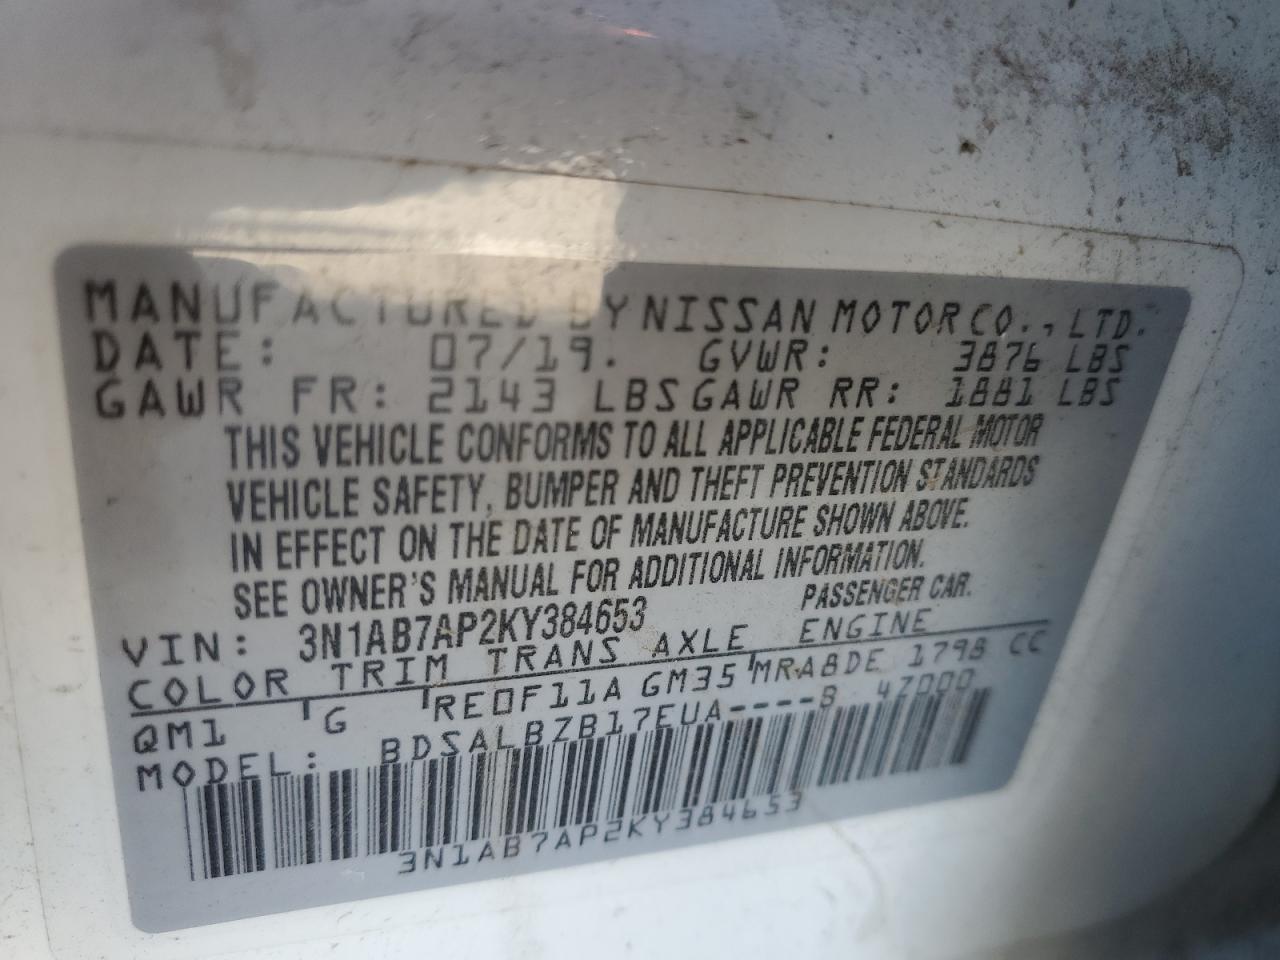 MANUFACTURED BY NISSAN MOTOR CO., LTD.
DATE: 07/19. GVWR: 3876 LBS
GAWR FR: 2143 LBS GAWR RR: 1881 LBS
THIS VEHICLE CONFORMS TO ALL APPLICABLE FEDERAL MOTOR
VEHICLE SAFETY, BUMPER AND THEFT PREVENTION STANDARDS
IN EFFECT ON THE DATE OF MANUFACTURE SHOWN ABOVE.
SEE OWNER'S MANUAL FOR ADDITIONAL INFORMATION.
VIN: 3N1AB7AP2KY384653 PASSENGER CAR.
COLOR TRIM TRANS AXLE ENGINE
QM1 G RE0F11A GM35 MRA8DE 1798 CC
MODEL: BDSALBZB17EUA----B 4Z000
3N1AB7AP2KY384653